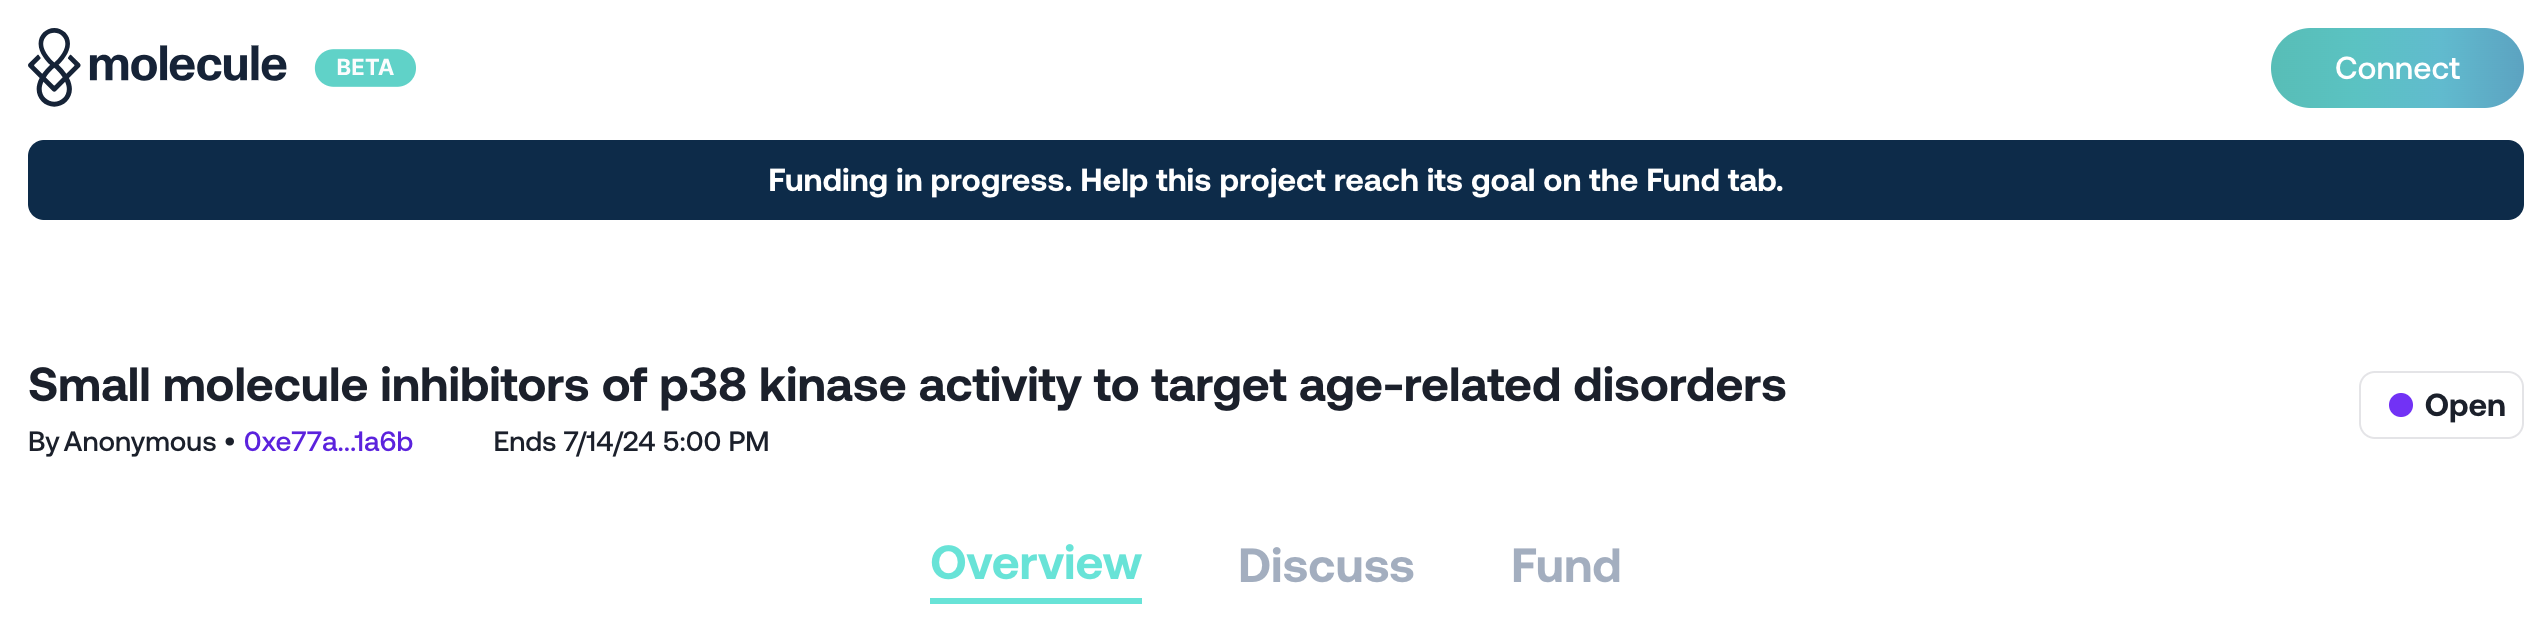 molecule BETA
Connect
Funding in progress. Help this project reach its goal on the Fund tab.
Small molecule inhibitors of p38 kinase activity to target age-related disorders
Open
By Anonymous • 0xe77a...1a6b Ends 7/14/24 5:00 PM
Overview Discuss Fund